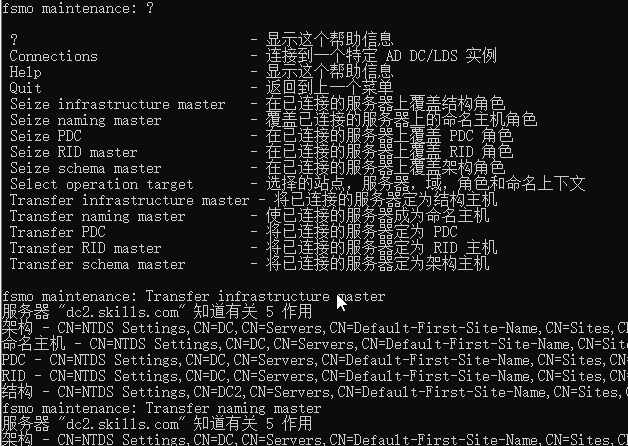 fsmo maintenance: ?
? - 显示这个帮助信息
Connections - 连接到一个特定 AD DC/LDS 实例
Help - 显示这个帮助信息
Quit - 返回到上一个菜单
Seize infrastructure master - 在已连接的服务器上覆盖结构角色
Seize naming master - 覆盖已连接的服务器上的命名主机角色
Seize PDC - 在已连接的服务器上覆盖 PDC 角色
Seize RID master - 在已连接的服务器上覆盖 RID 角色
Seize schema master - 在已连接的服务器上覆盖架构角色
Select operation target - 选择的站点，服务器，域，角色和命名上下文
Transfer infrastructure master - 将已连接的服务器定为结构主机
Transfer naming master - 使已连接的服务器成为命名主机
Transfer PDC - 将已连接的服务器定为 PDC
Transfer RID master - 将已连接的服务器定为 RID 主机
Transfer schema master - 将已连接的服务器定为架构主机
fsmo maintenance: Transfer infrastructure master
服务器 "dc2.skills.com" 知道有关 5 作用
架构 - CN=NTDS Settings,CN=DC,CN=Servers,CN=Default-First-Site-Name,CN=Sites,C
命名主机 - CN=NTDS Settings,CN=DC,CN=Servers,CN=Default-First-Site-Name,CN=Sit
PDC - CN=NTDS Settings,CN=DC,CN=Servers,CN=Default-First-Site-Name,CN=Sites,CN
RID - CN=NTDS Settings,CN=DC,CN=Servers,CN=Default-First-Site-Name,CN=Sites,CN
结构 - CN=NTDS Settings,CN=DC2,CN=Servers,CN=Default-First-Site-Name,CN=Sites,
fsmo maintenance: Transfer naming master
服务器 "dc2.skills.com" 知道有关 5 作用
架构 - CN=NTDS Settings,CN=DC,CN=Servers,CN=Default-First-Site-Name,CN=Sites,C